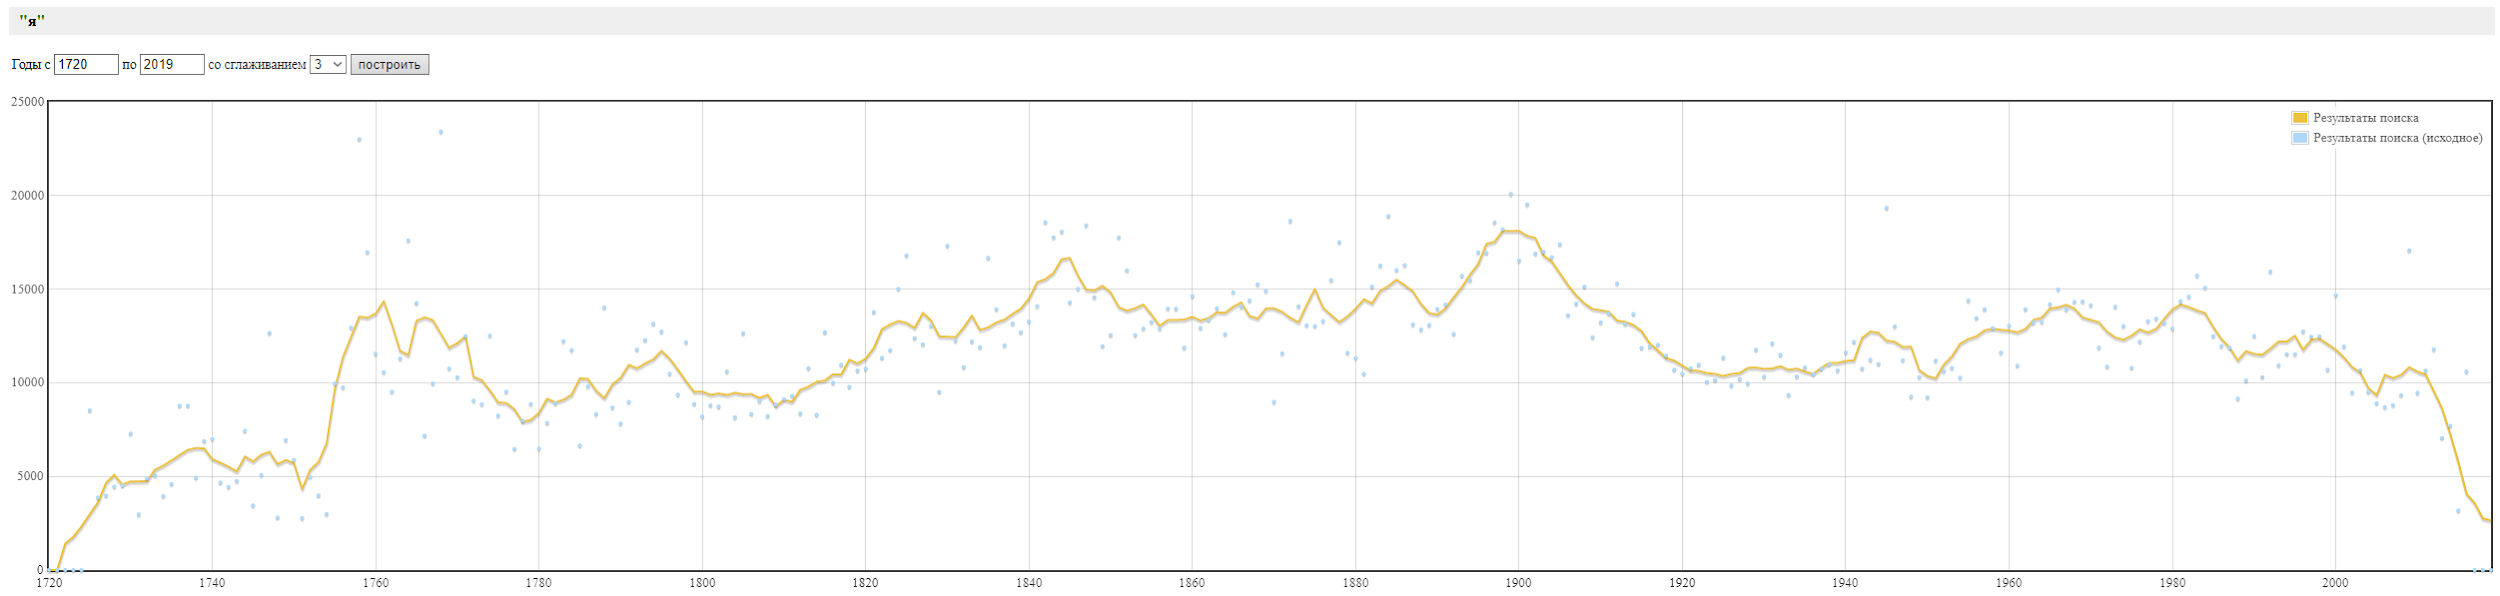 "я"
Годы с 1720 по 2019 со сглаживанием 3 построить
25000
Результаты поиска
Результаты поиска (исходное)
20000
15000
10000
5000
0
1720 1740 1760 1780 1800 1820 1840 1860 1880 1900 1920 1940 1960 1980 2000